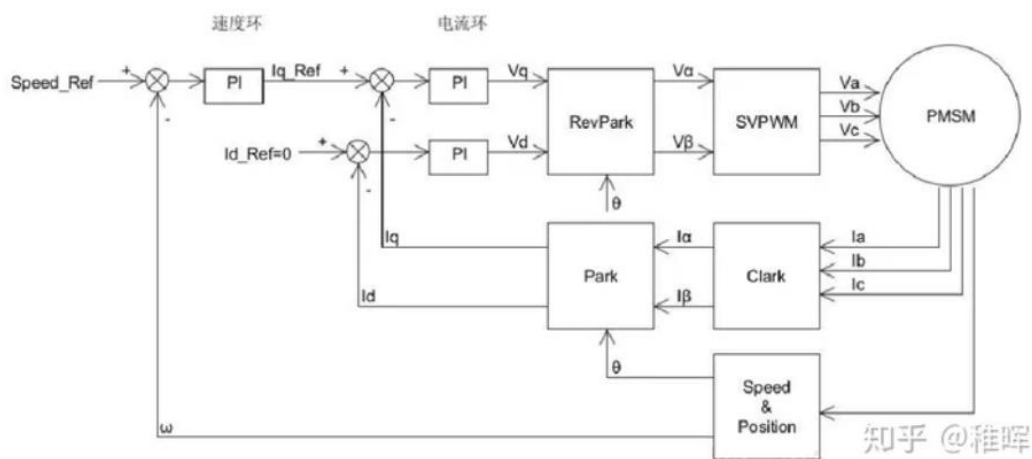 速度环
电流环
Speed_Ref
+
-
PI
Iq_Ref
+
-
PI
Vq
Id_Ref=0
+
-
PI
Vd
RevPark
θ
Vα
Vβ
SVPWM
Va
Vb
Vc
PMSM
Iq
Id
Park
θ
Iα
Iβ
Clark
Ia
Ib
Ic
ω
Speed
&
Position
知乎 @稚晖